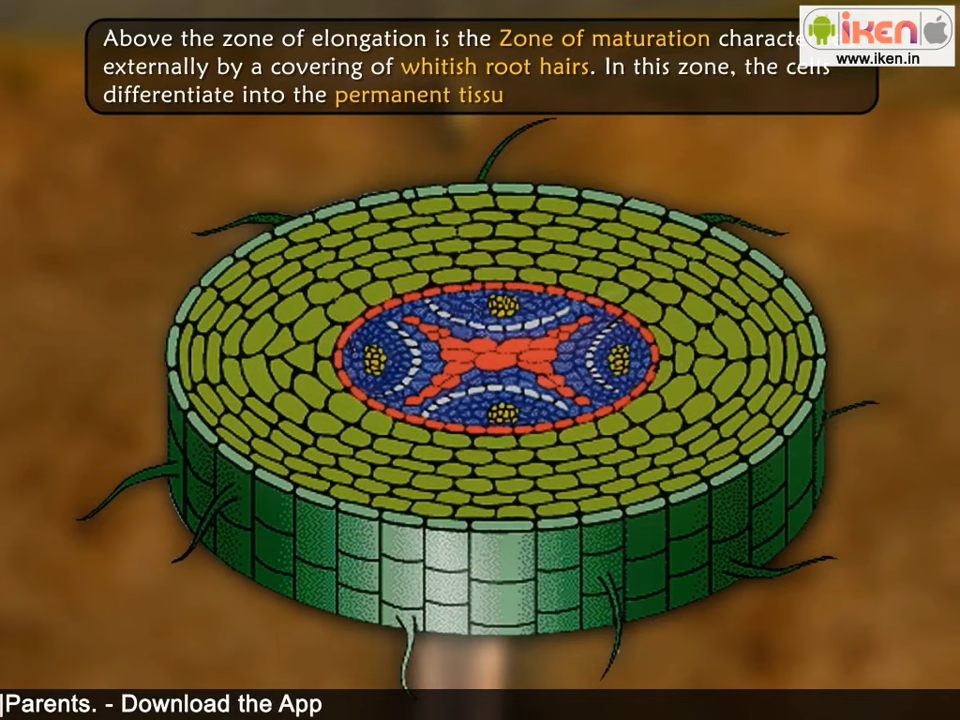 Above the zone of elongation is the Zone of maturation characte
externally by a covering of whitish root hairs. In this zone, the cells
differentiate into the permanent tissu
iken
www.iken.in
Parents. - Download the App